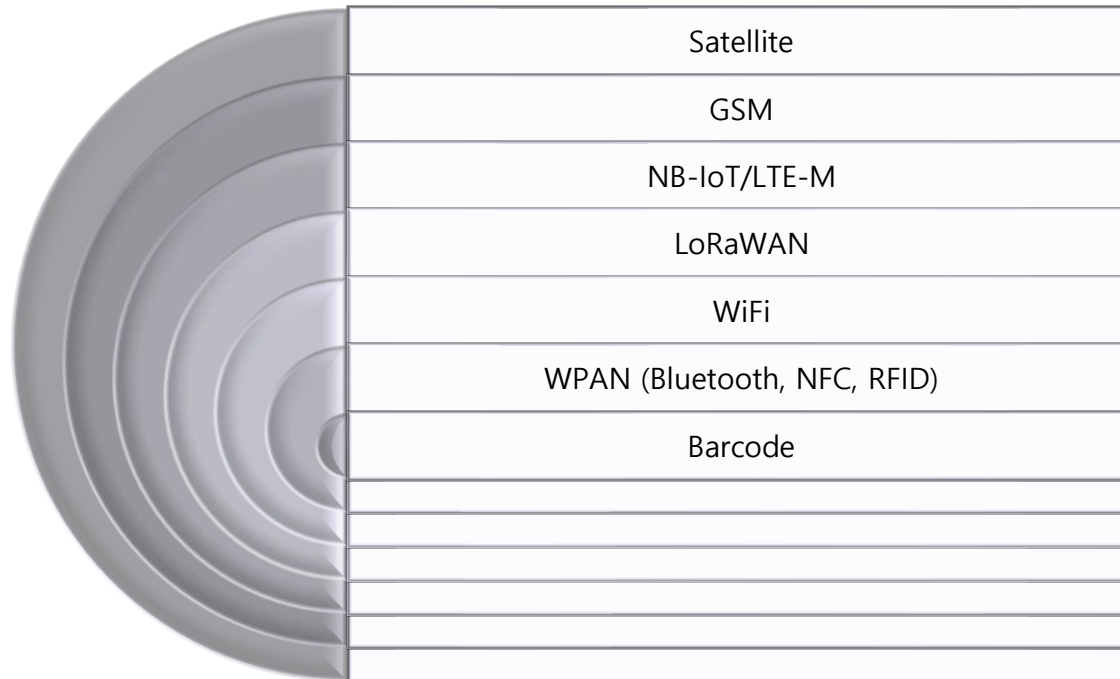 Satellite
GSM
NB-IoT/LTE-M
LoRaWAN
WiFi
WPAN (Bluetooth, NFC, RFID)
Barcode